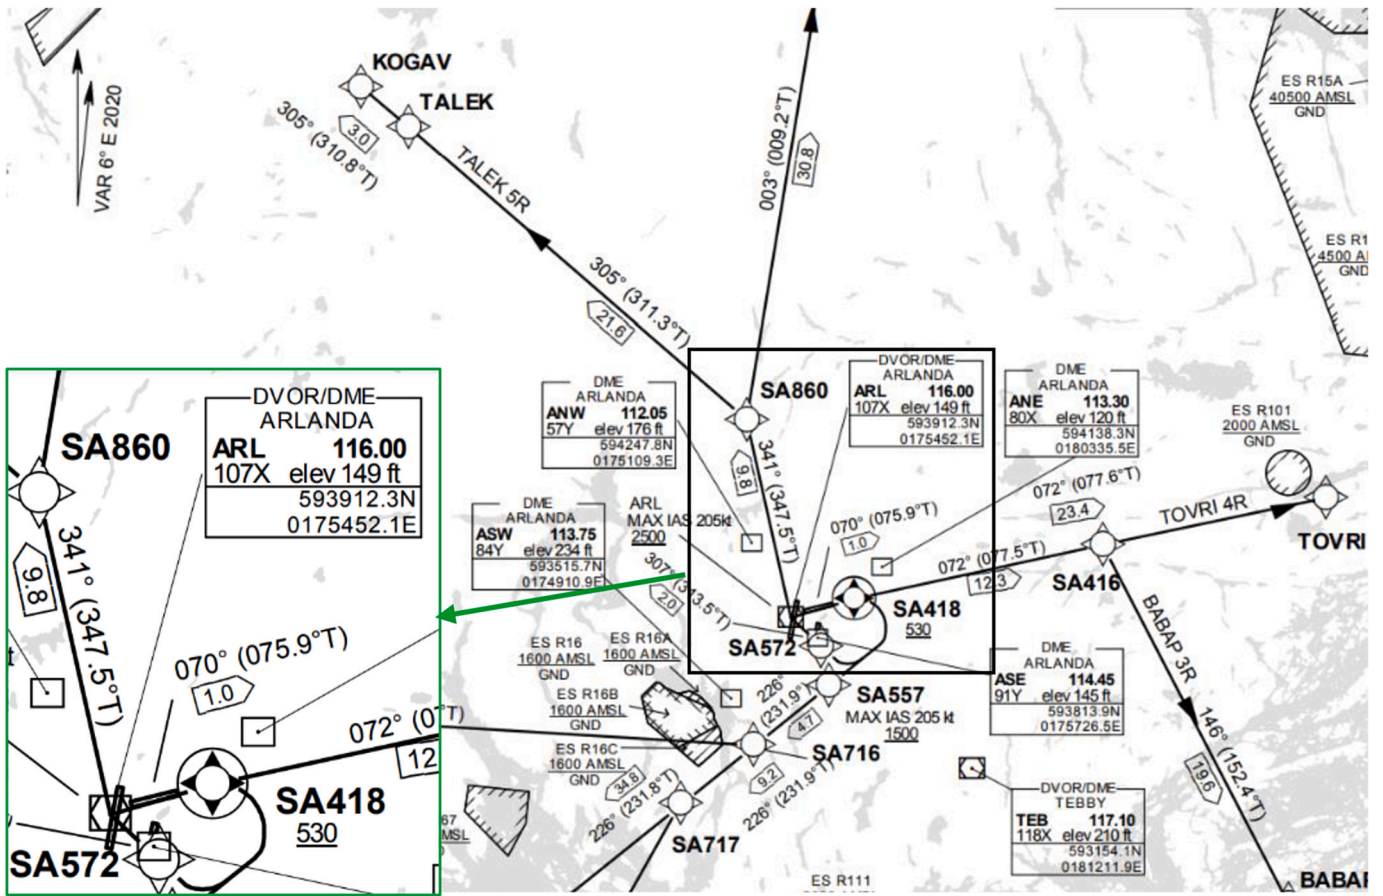 KOGAV
TALEK
305° (310.8°T)
3.0
VAR 6° E 2020
TALEK 5R
003° (009.2°T)
30.8
ES R15A
40500 AMSL
GND
ES R1
4500 A
GND
305° (311.3°T)
21.6
SA860
DVOR/DME
ARLANDA
ARL 116.00
107X elev 149 ft
593912.3N
0175452.1E
DME
ARLANDA
ANW 112.05
57Y elev 176 ft
594247.8N
0175109.3E
DME
ARLANDA
ANE 113.30
80X elev 120 ft
594138.3N
0180335.5E
ES R101
2000 AMSL
GND
341° (347.5°T)
9.8
072° (077.6°T)
23.4
TOVRI 4R
TOVRI
DME
ARLANDA
ASW 113.75
84Y elev 234 ft
593515.7N
0174910.9E
ARL
MAX IAS 205kt
2500
070° (075.9°T)
1.0
072° (077.5°T)
12.3
SA416
307° (313.5°T)
2.0
SA418
530
SA572
BABAP 3R
ES R16
1600 AMSL
GND
ES R16A
1600 AMSL
GND
DME
ARLANDA
ASE 114.45
91Y elev 145 ft
593813.9N
0175726.5E
ES R16B
1600 AMSL
GND
226° (231.9°T)
4.7
SA557
MAX IAS 205 kt
1500
146° (152.4°T)
19.6
ES R16C
1600 AMSL
GND
SA716
34.8
226° (231.8°T)
9.2
226° (231.9°T)
SA717
DVOR/DME
TEBBY
TEB 117.10
118X elev 210 ft
593154.1N
0181211.9E
67
MSL
ES R111
BABAP
SA860
DVOR/DME
ARLANDA
ARL 116.00
107X elev 149 ft
593912.3N
0175452.1E
341° (347.5°T)
9.8
t
070° (075.9°T)
1.0
072° (0
°T)
12
SA418
530
SA572